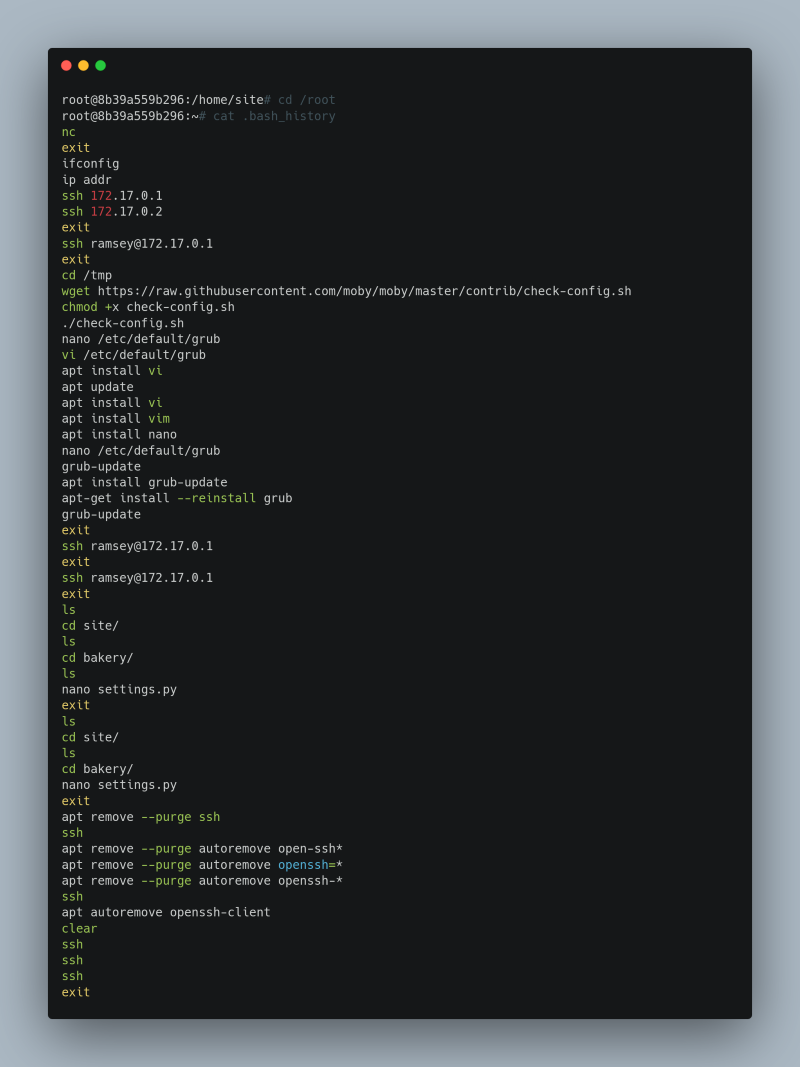 root@8b39a559b296:/home/site# cd /root
root@8b39a559b296:~# cat .bash_history
nc
exit
ifconfig
ip addr
ssh 172.17.0.1
ssh 172.17.0.2
exit
ssh ramsey@172.17.0.1
exit
cd /tmp
wget https://raw.githubusercontent.com/moby/moby/master/contrib/check-config.sh
chmod +x check-config.sh
./check-config.sh
nano /etc/default/grub
vi /etc/default/grub
apt install vi
apt update
apt install vi
apt install vim
apt install nano
nano /etc/default/grub
grub-update
apt install grub-update
apt-get install --reinstall grub
grub-update
exit
ssh ramsey@172.17.0.1
exit
ssh ramsey@172.17.0.1
exit
ls
cd site/
ls
cd bakery/
ls
nano settings.py
exit
ls
cd site/
ls
cd bakery/
nano settings.py
exit
apt remove --purge ssh
ssh
apt remove --purge autoremove open-ssh*
apt remove --purge autoremove openssh=*
apt remove --purge autoremove openssh-*
ssh
apt autoremove openssh-client
clear
ssh
ssh
ssh
exit